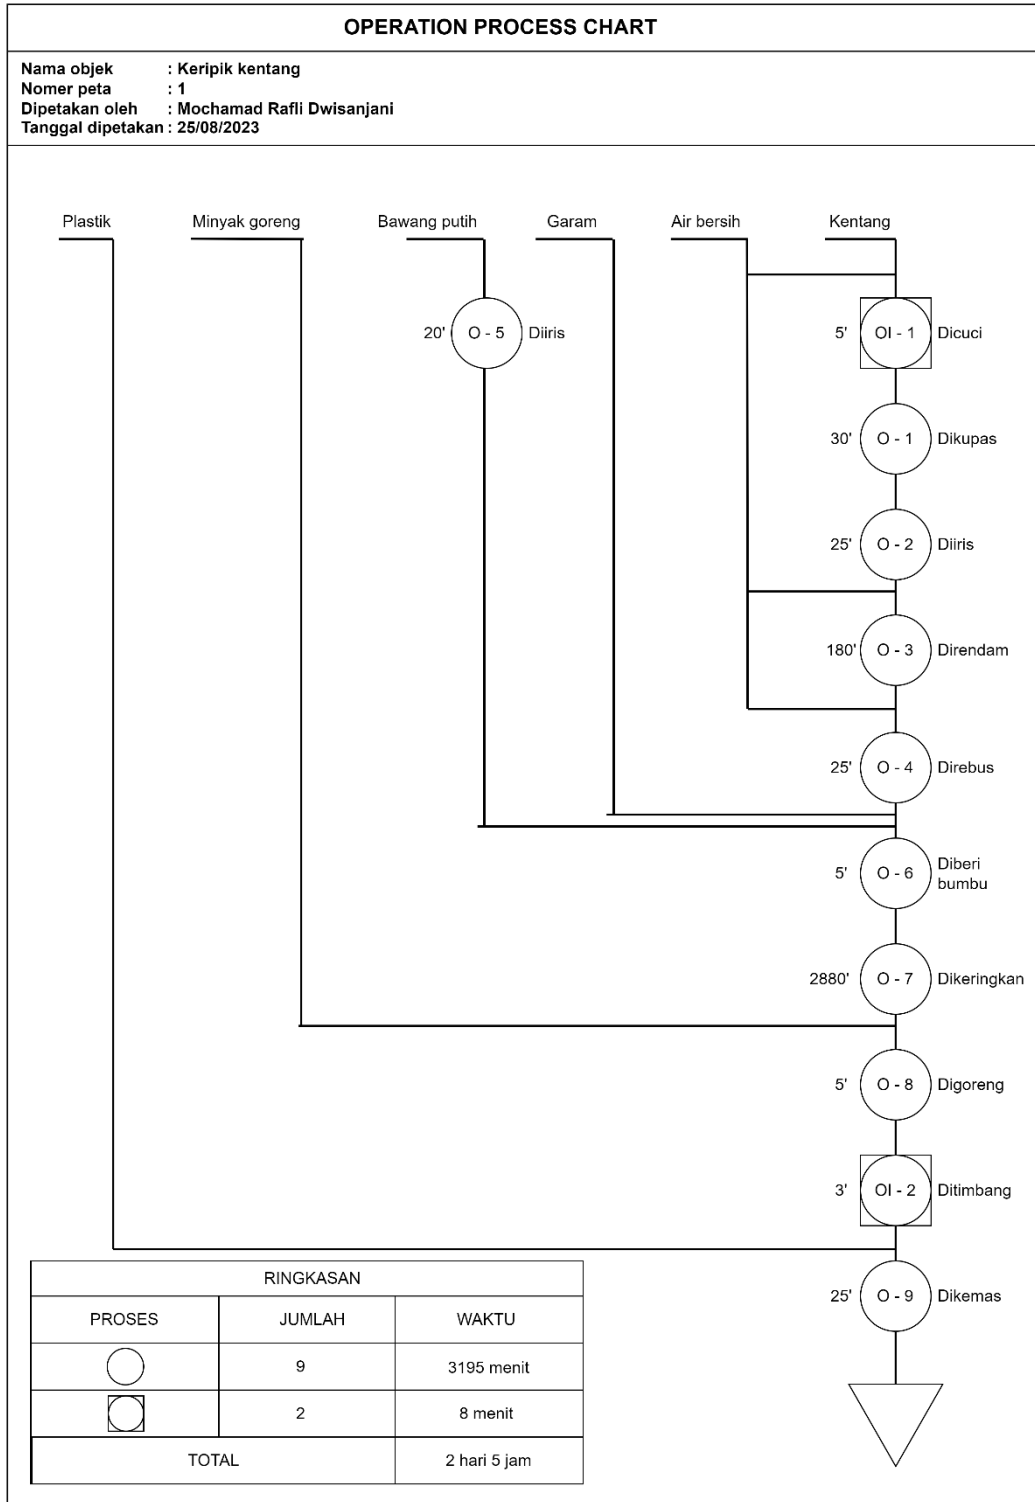 OPERATION PROCESS CHART
Nama objek : Keripik kentang
Nomer peta : 1
Dipetakan oleh : Mochamad Rafli Dwisanjani
Tanggal dipetakan : 25/08/2023
Plastik Minyak goreng Bawang putih Garam Air bersih Kentang
20' O - 5 Diiris 5' OI - 1 Dicuci
30' O - 1 Dikupas
25' O - 2 Diiris
180' O - 3 Direndam
25' O - 4 Direbus
5' O - 6 Diberi
bumbu
2880' O - 7 Dikeringkan
5' O - 8 Digoreng
3' OI - 2 Ditimbang
25' O - 9 Dikemas
RINGKASAN
PROSES JUMLAH WAKTU
9 3195 menit
2 8 menit
TOTAL 2 hari 5 jam